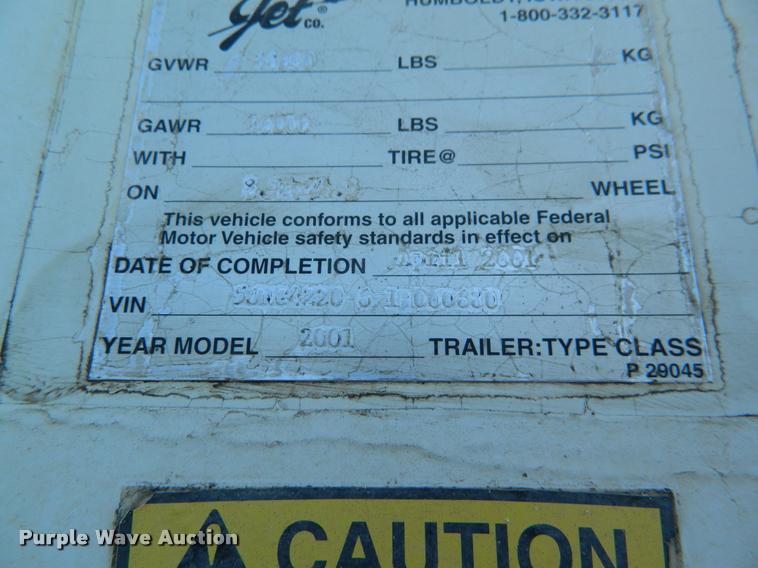 Jet CO.
1-800-332-3117
GVWR LBS KG
GAWR LBS KG
WITH TIRE@ PSI
ON WHEEL
This vehicle conforms to all applicable Federal
Motor Vehicle safety standards in effect on
DATE OF COMPLETION April 2001
VIN
YEAR MODEL 2001 TRAILER:TYPE CLASS
P 29045
CAUTION
Purple Wave Auction